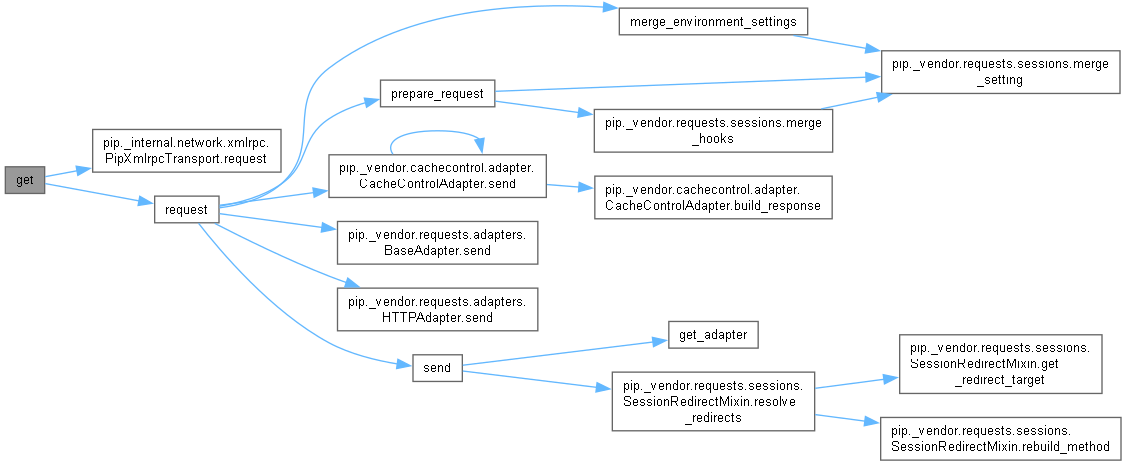 get
pip._internal.network.xmlrpc.
PipXmlrpcTransport.request
request
merge_environment_settings
prepare_request
pip._vendor.cachecontrol.adapter.
CacheControlAdapter.send
pip._vendor.requests.adapters.
BaseAdapter.send
pip._vendor.requests.adapters.
HTTPAdapter.send
send
pip._vendor.requests.sessions.merge
_setting
pip._vendor.requests.sessions.merge
_hooks
pip._vendor.cachecontrol.adapter.
CacheControlAdapter.build_response
get_adapter
pip._vendor.requests.sessions.
SessionRedirectMixin.resolve
_redirects
pip._vendor.requests.sessions.
SessionRedirectMixin.get
_redirect_target
pip._vendor.requests.sessions.
SessionRedirectMixin.rebuild_method